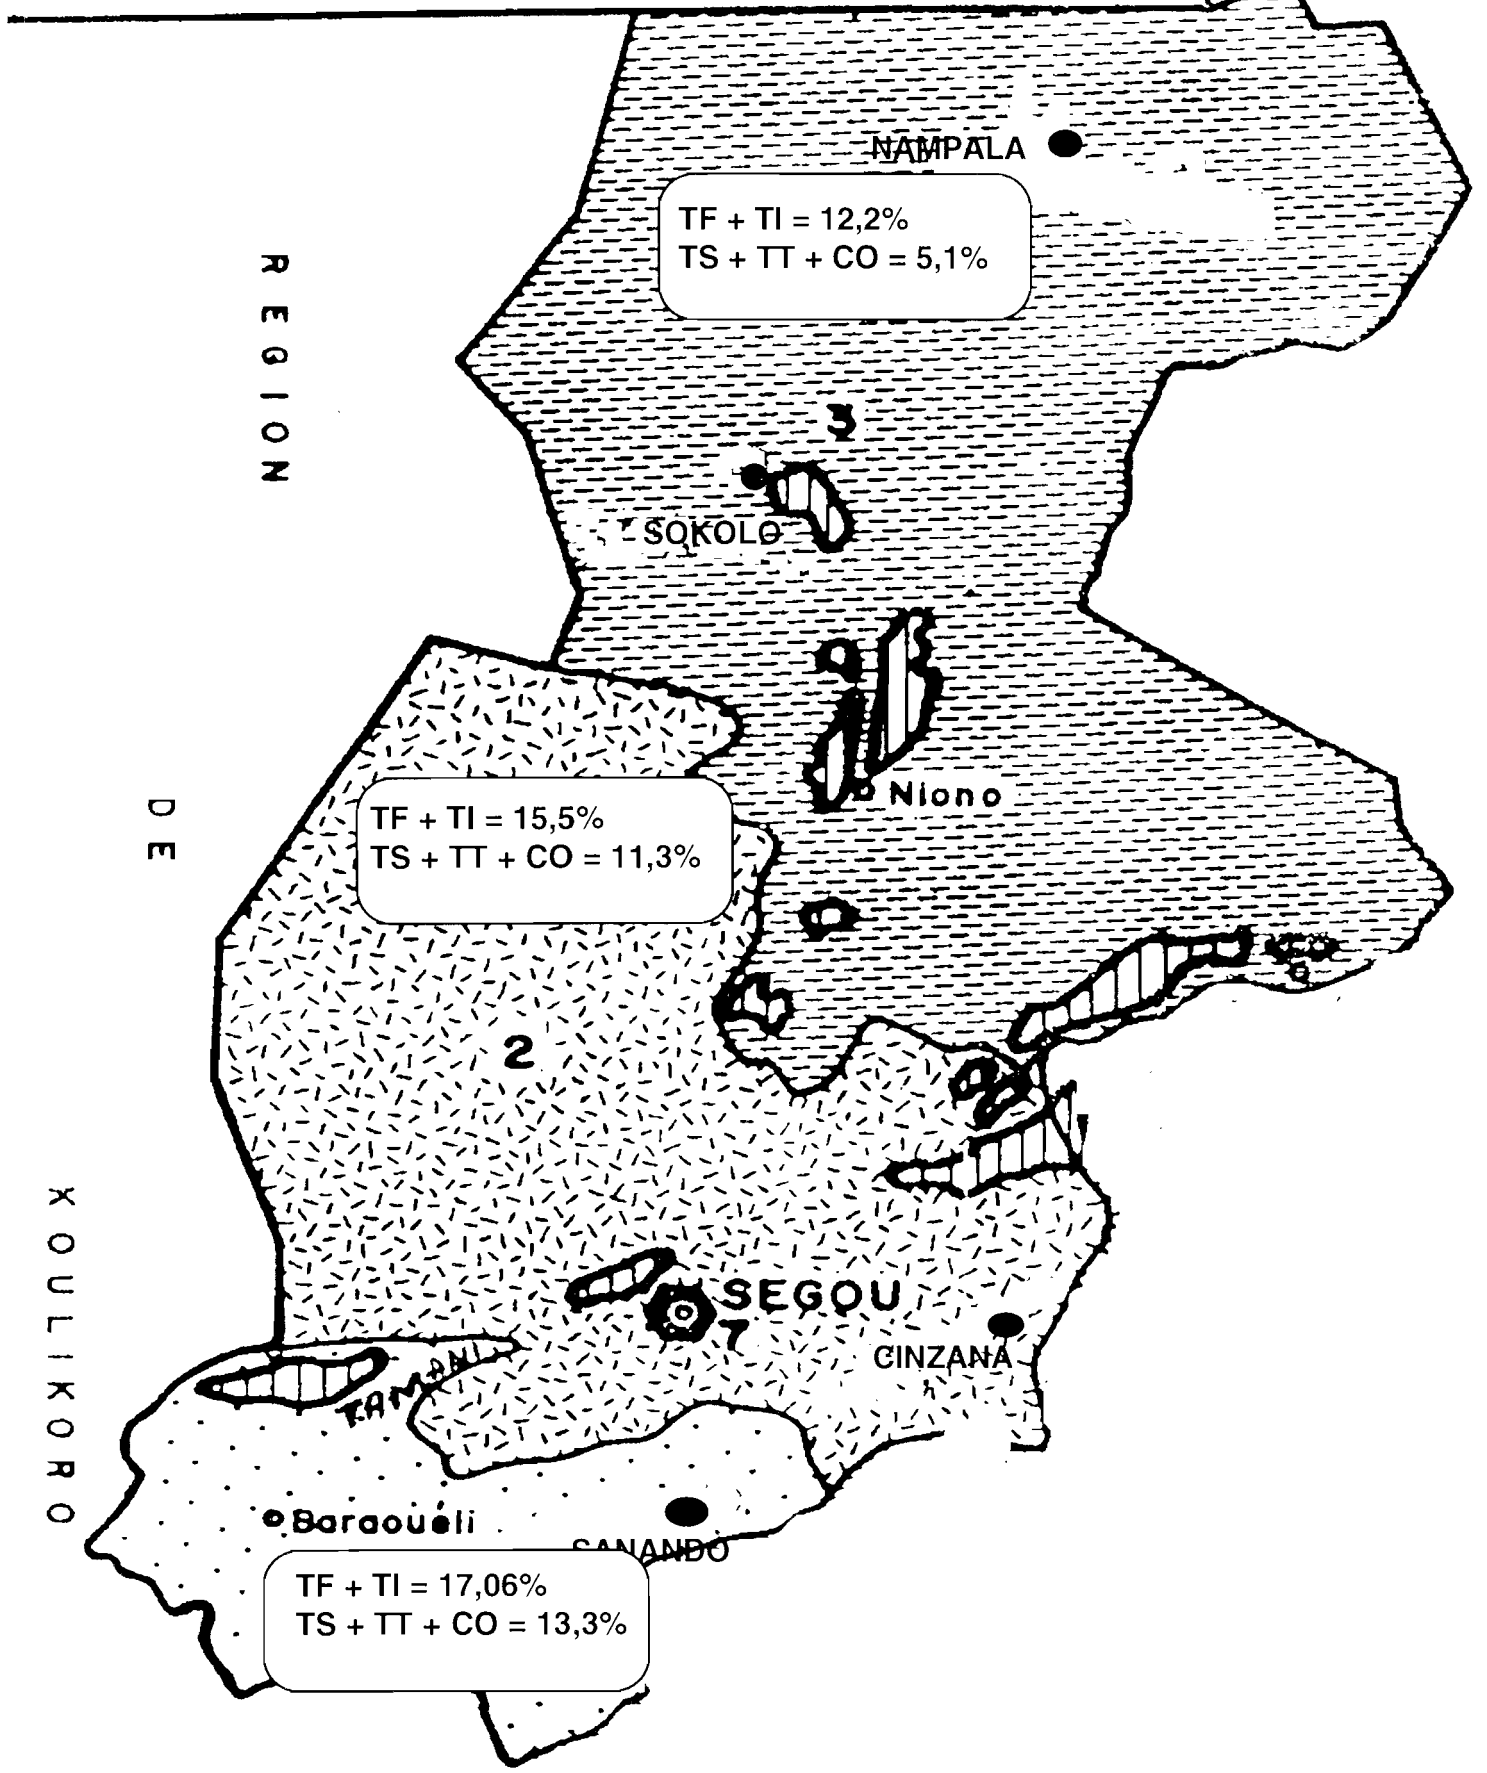 NAMPALA
TF + TI = 12,2%
TS + TT + CO = 5,1%
REGION
3
SOKOLO
Niono
TF + TI = 15,5%
TS + TT + CO = 11,3%
DE
2
SEGOU
7
CINZANA
KOULIKORO
TAMANI
Baraouéli
SANANDO
TF + TI = 17,06%
TS + TT + CO = 13,3%